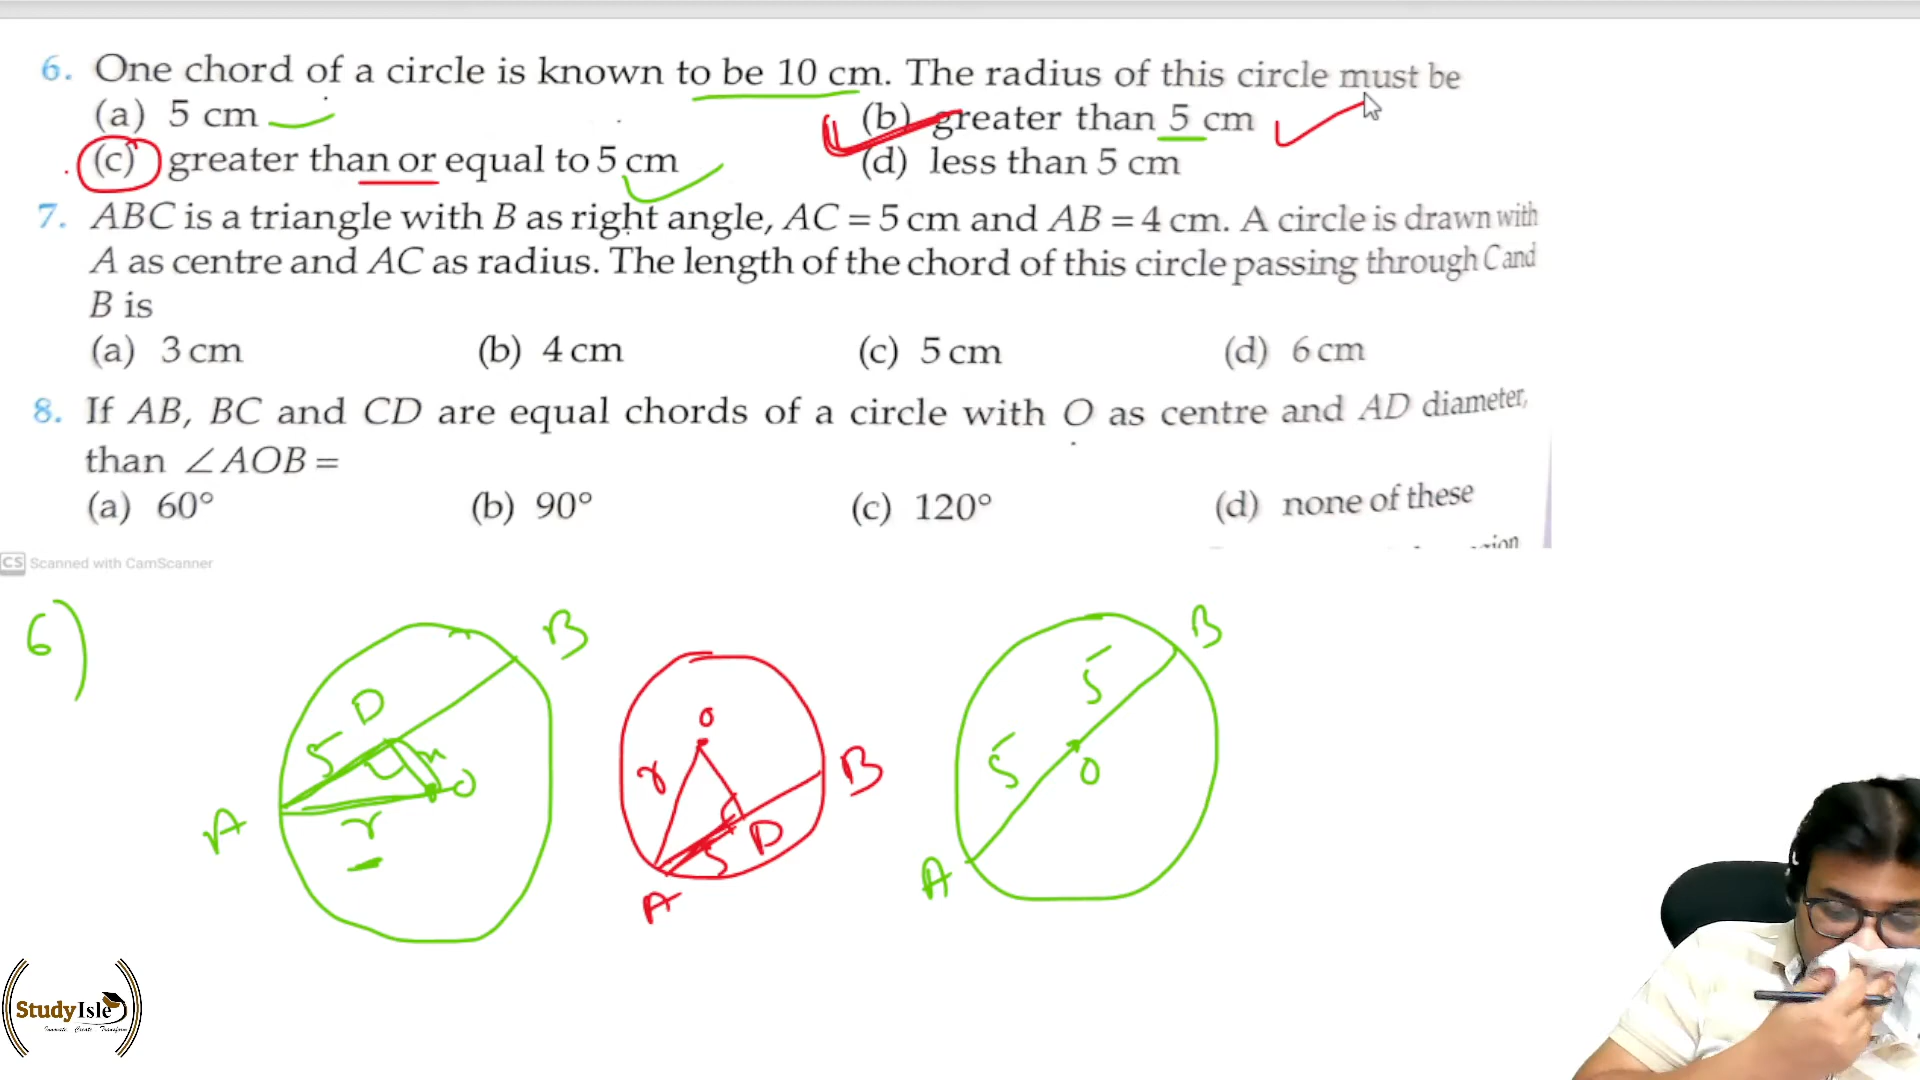 6. One chord of a circle is known to be 10 cm. The radius of this circle must be
(a) 5 cm (b) greater than 5 cm
(c) greater than or equal to 5 cm (d) less than 5 cm
7. ABC is a triangle with B as right angle, AC = 5 cm and AB = 4 cm. A circle is drawn with
A as centre and AC as radius. The length of the chord of this circle passing through C and
B is
(a) 3 cm (b) 4 cm (c) 5 cm (d) 6 cm
8. If AB, BC and CD are equal chords of a circle with O as centre and AD diameter,
than ∠AOB =
(a) 60° (b) 90° (c) 120° (d) none of these
CS Scanned with CamScanner
6)
B
D
5
O
A
r
O
r
B
D
5
A
B
5
5
O
A
StudyIsle